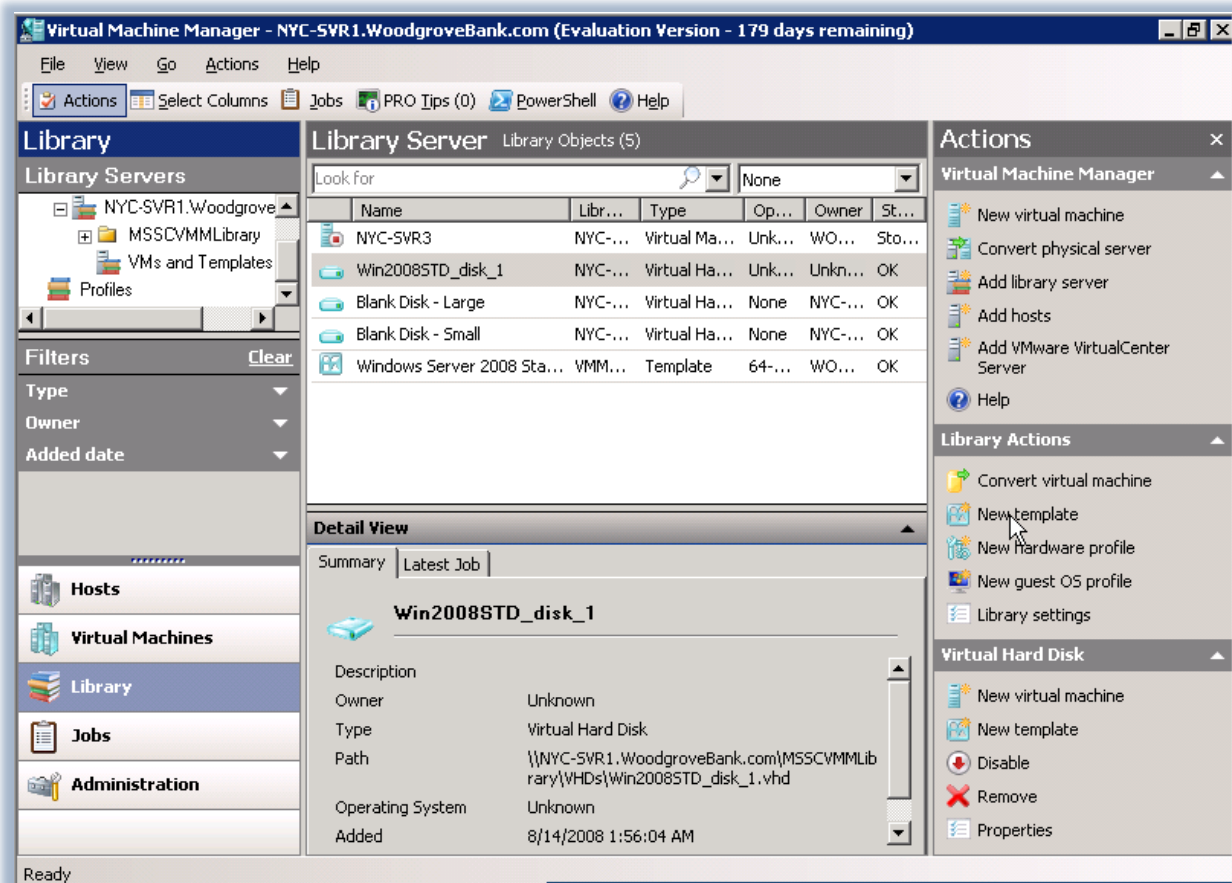 Virtual Machine Manager - NYC-SVR1.WoodgroveBank.com (Evaluation Version - 179 days remaining)
File View Go Actions Help
Actions Select Columns Jobs PRO Tips (0) PowerShell Help
Library
Library Servers
NYC-SVR1.Woodgrove
MSSCVMMLibrary
VMs and Templates
Profiles
Filters Clear
Type
Owner
Added date
Hosts
Virtual Machines
Library
Jobs
Administration
Library Server Library Objects (5)
Look for None
Name Libr... Type Op... Owner St...
NYC-SVR3 NYC-... Virtual Ma... Unk... WO... Sto...
Win2008STD_disk_1 NYC-... Virtual Ha... Unk... Unkn... OK
Blank Disk - Large NYC-... Virtual Ha... None NYC-... OK
Blank Disk - Small NYC-... Virtual Ha... None NYC-... OK
Windows Server 2008 Sta... VMM... Template 64-... WO... OK
Detail View
Summary Latest Job
Win2008STD_disk_1
Description
Owner Unknown
Type Virtual Hard Disk
Path \\NYC-SVR1.WoodgroveBank.com\MSSCVMMLib
rary\VHDs\Win2008STD_disk_1.vhd
Operating System Unknown
Added 8/14/2008 1:56:04 AM
Actions
Virtual Machine Manager
New virtual machine
Convert physical server
Add library server
Add hosts
Add VMware VirtualCenter
Server
Help
Library Actions
Convert virtual machine
New template
New hardware profile
New guest OS profile
Library settings
Virtual Hard Disk
New virtual machine
New template
Disable
Remove
Properties
Ready